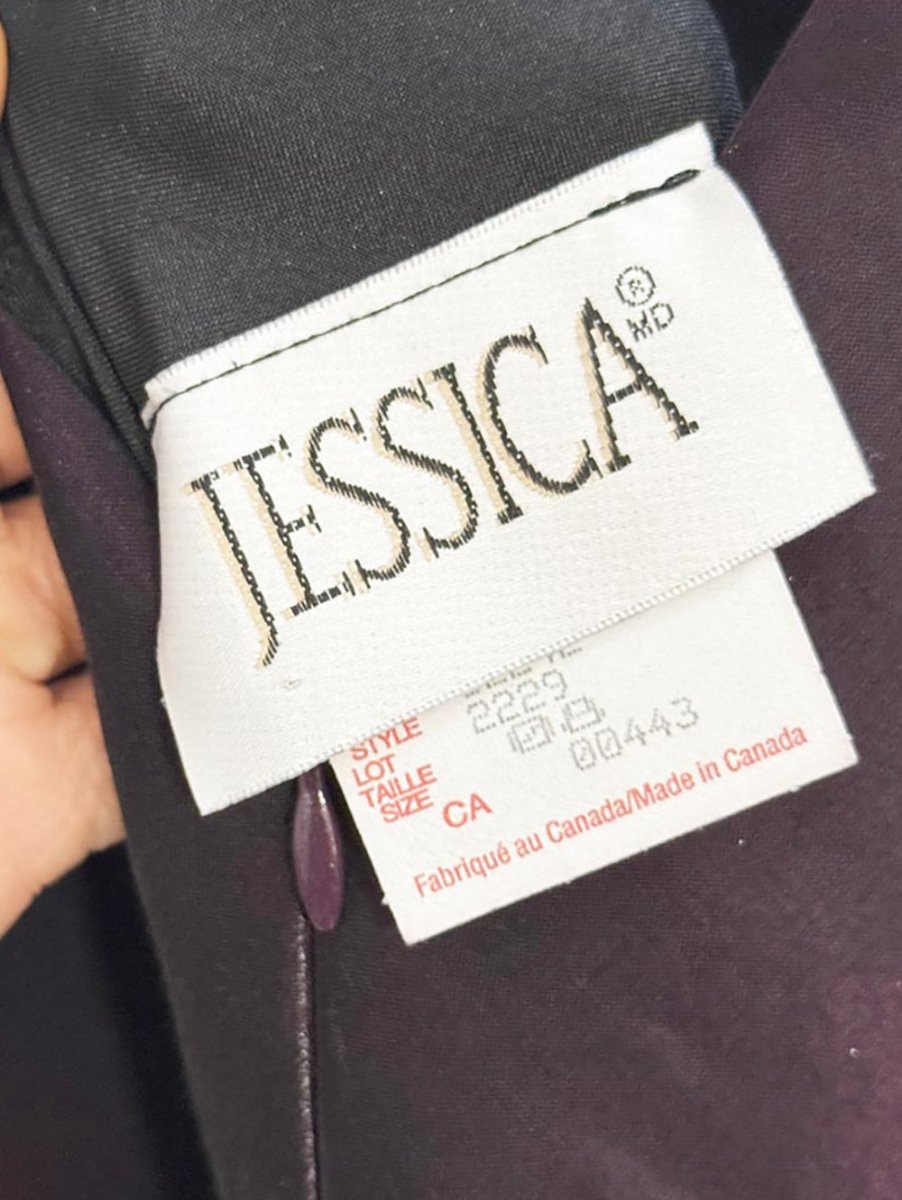 JESSICA
® MD
STYLE 2229
LOT
TAILLE
SIZE
CA 00443
Fabriqué au Canada/Made in Canada